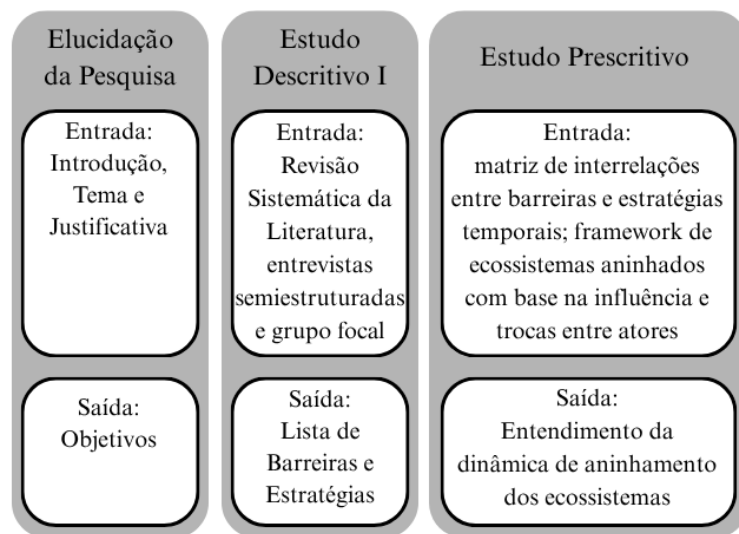 Elucidação
da Pesquisa
Entrada:
Introdução,
Tema e
Justificativa
Saída:
Objetivos
Estudo
Descritivo I
Entrada:
Revisão
Sistemática da
Literatura,
entrevistas
semiestruturadas
e grupo focal
Saída:
Lista de
Barreiras e
Estratégias
Estudo Prescritivo
Entrada:
matriz de interrelações
entre barreiras e estratégias
temporais; framework de
ecossistemas aninhados
com base na influência e
trocas entre atores
Saída:
Entendimento da
dinâmica de aninhamento
dos ecossistemas